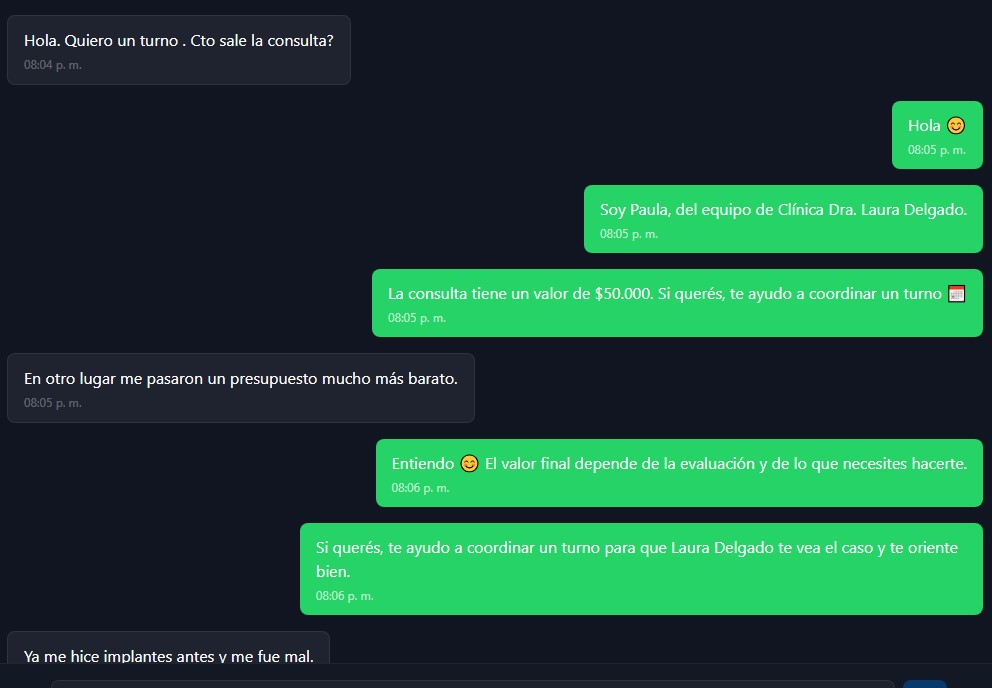 Hola. Quiero un turno . Cto sale la consulta?
08:04 p. m.
Hola 😊
08:05 p. m.
Soy Paula, del equipo de Clínica Dra. Laura Delgado.
08:05 p. m.
La consulta tiene un valor de $50.000. Si querés, te ayudo a coordinar un turno 📅
08:05 p. m.
En otro lugar me pasaron un presupuesto mucho más barato.
08:05 p. m.
Entiendo 😊 El valor final depende de la evaluación y de lo que necesites hacerte.
08:06 p. m.
Si querés, te ayudo a coordinar un turno para que Laura Delgado te vea el caso y te oriente
bien.
08:06 p. m.
Ya me hice implantes antes y me fue mal.